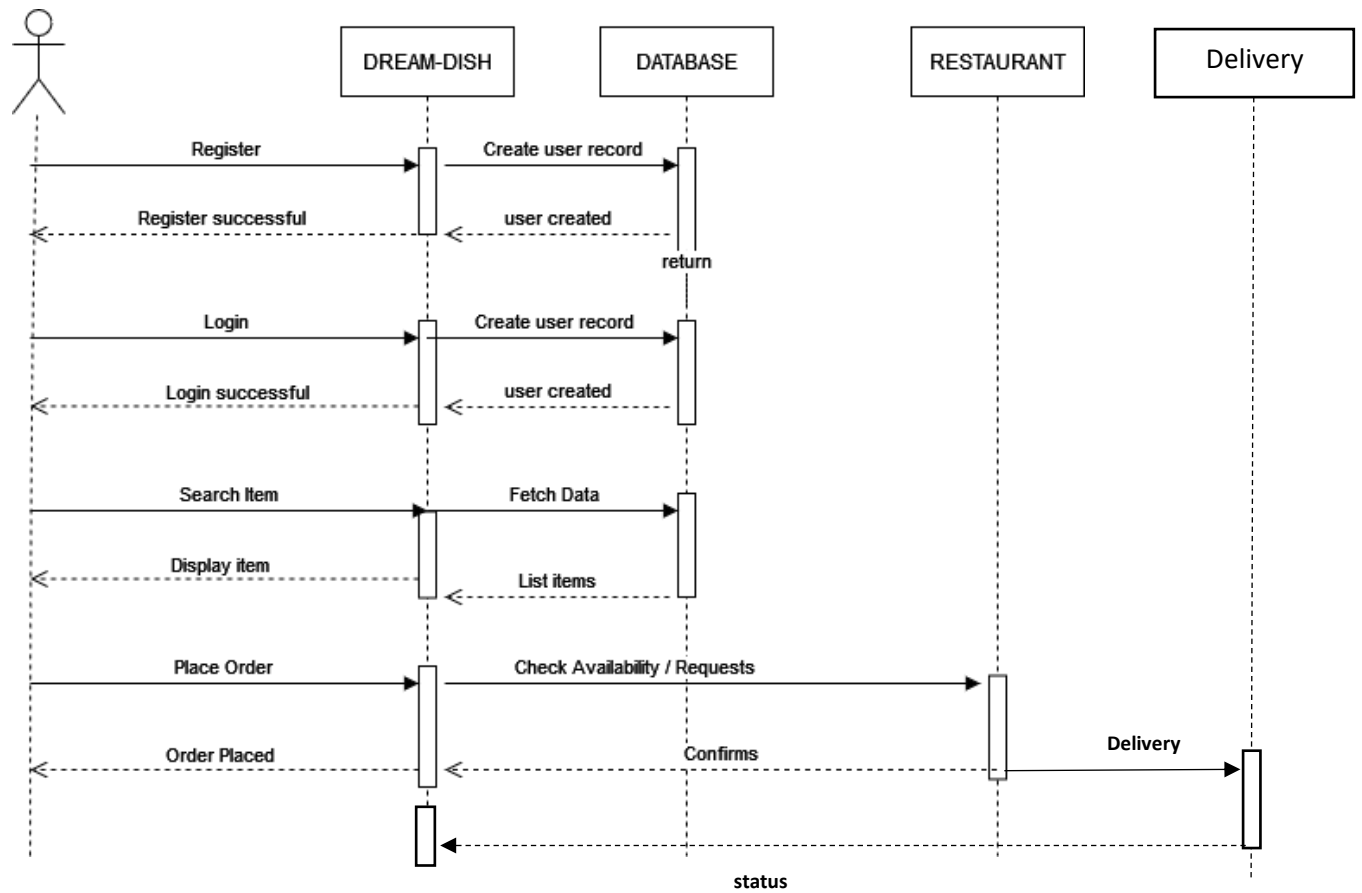 DREAM-DISH
DATABASE
RESTAURANT
Delivery
Register
Create user record
Register successful
user created
return
Login
Create user record
Login successful
user created
Search Item
Fetch Data
Display item
List items
Place Order
Check Availability / Requests
Order Placed
Confirms
Delivery
status